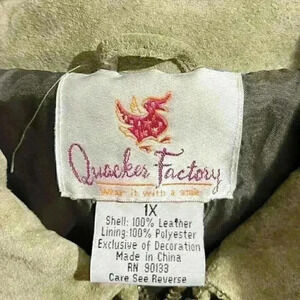 Quacker Factory
Wear it with a smile
1X
Shell: 100% Leather
Lining: 100% Polyester
Exclusive of Decoration
Made in China
RN 90133
Care See Reverse